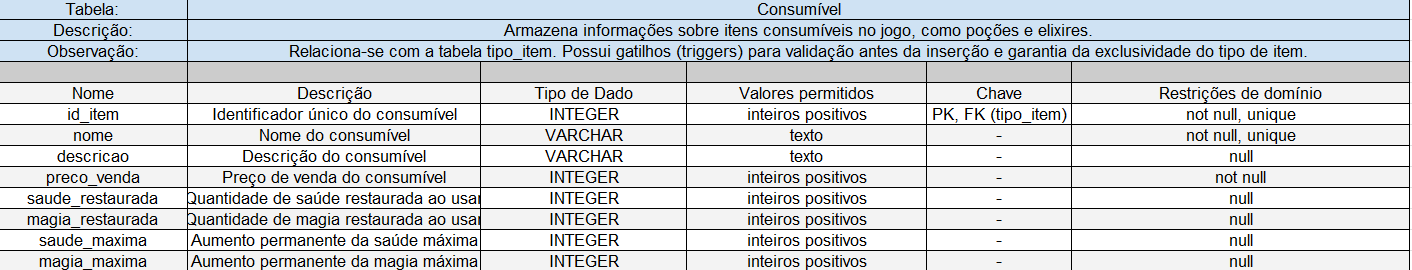 Tabela: Consumível
Descrição: Armazena informações sobre itens consumíveis no jogo, como poções e elixires.
Observação: Relaciona-se com a tabela tipo_item. Possui gatilhos (triggers) para validação antes da inserção e garantia da exclusividade do tipo de item.
Nome Descrição Tipo de Dado Valores permitidos Chave Restrições de domínio
id_item Identificador único do consumível INTEGER inteiros positivos PK, FK (tipo_item) not null, unique
nome Nome do consumível VARCHAR texto - not null, unique
descricao Descrição do consumível VARCHAR texto - null
preco_venda Preço de venda do consumível INTEGER inteiros positivos - not null
saude_restaurada Quantidade de saúde restaurada ao usar INTEGER inteiros positivos - null
magia_restaurada Quantidade de magia restaurada ao usar INTEGER inteiros positivos - null
saude_maxima Aumento permanente da saúde máxima INTEGER inteiros positivos - null
magia_maxima Aumento permanente da magia máxima INTEGER inteiros positivos - null